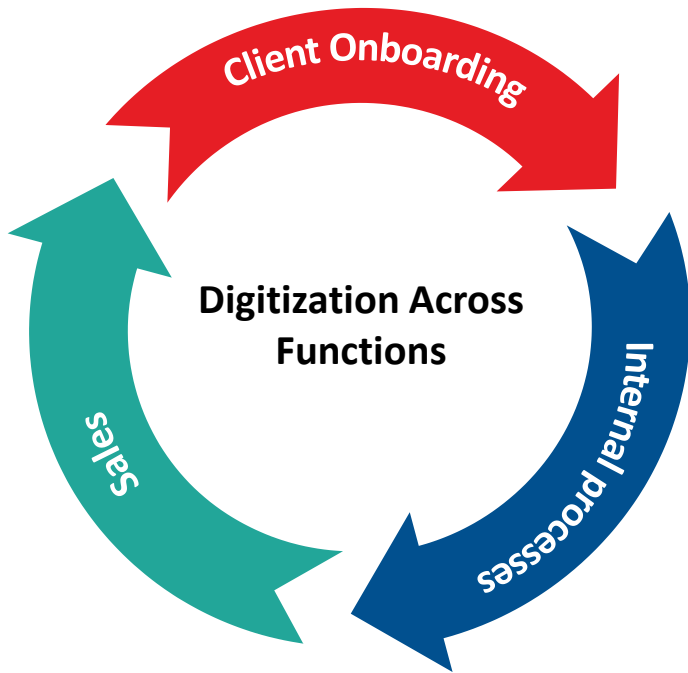 Client Onboarding
Digitization Across
Functions
Internal processes
Sales